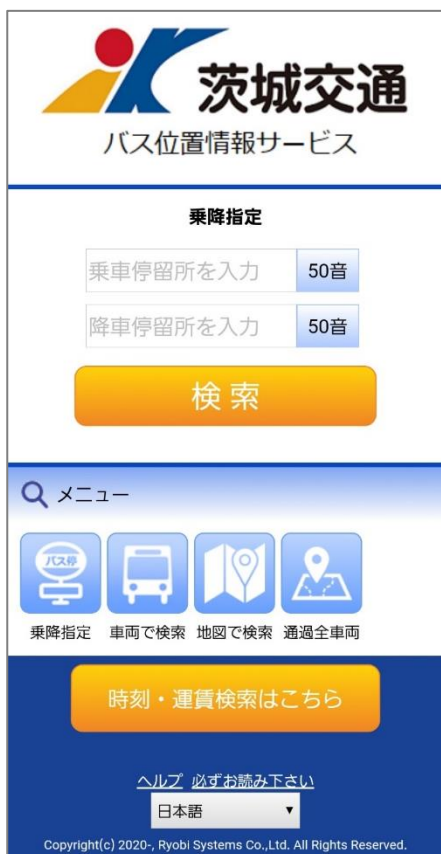 茨城交通
バス位置情報サービス
乗降指定
乗車停留所を入力 50音
降車停留所を入力 50音
検索
メニュー
バス停
乗降指定 車両で検索 地図で検索 通過全車両
時刻・運賃検索はこちら
ヘルプ 必ずお読み下さい
日本語
Copyright(c) 2020-, Ryobi Systems Co.,Ltd. All Rights Reserved.